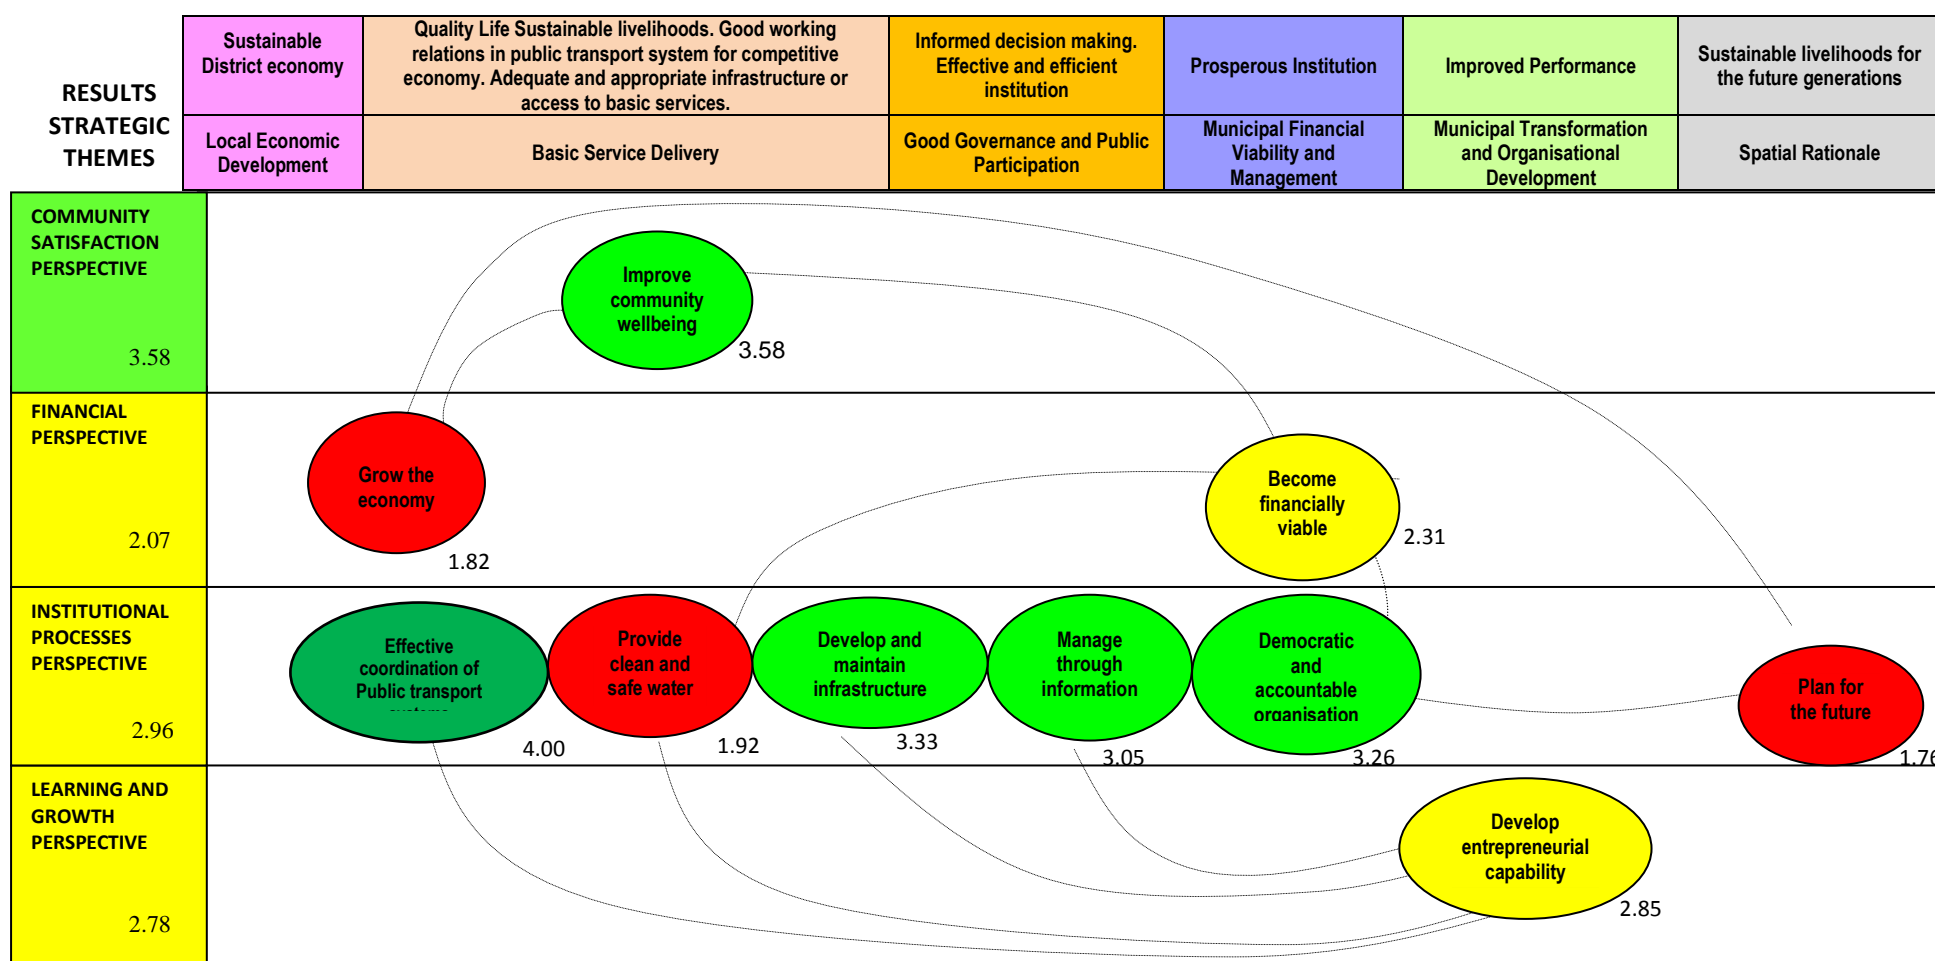 RESULTS
STRATEGIC
THEMES
Sustainable
District economy
Quality Life Sustainable livelihoods. Good working
relations in public transport system for competitive
economy. Adequate and appropriate infrastructure or
access to basic services.
Informed decision making.
Effective and efficient
institution
Prosperous Institution
Improved Performance
Sustainable livelihoods for
the future generations
Local Economic
Development
Basic Service Delivery
Good Governance and Public
Participation
Municipal Financial
Viability and
Management
Municipal Transformation
and Organisational
Development
Spatial Rationale
COMMUNITY
SATISFACTION
PERSPECTIVE
3.58
Improve
community
wellbeing
3.58
FINANCIAL
PERSPECTIVE
2.07
Grow the
economy
1.82
Become
financially
viable
2.31
INSTITUTIONAL
PROCESSES
PERSPECTIVE
2.96
Effective
coordination of
Public transport
4.00
Provide
clean and
safe water
1.92
Develop and
maintain
infrastructure
3.33
Manage
through
information
3.05
Democratic
and
accountable
organisation
3.26
Plan for
the future
1.76
LEARNING AND
GROWTH
PERSPECTIVE
2.78
Develop
entrepreneurial
capability
2.85